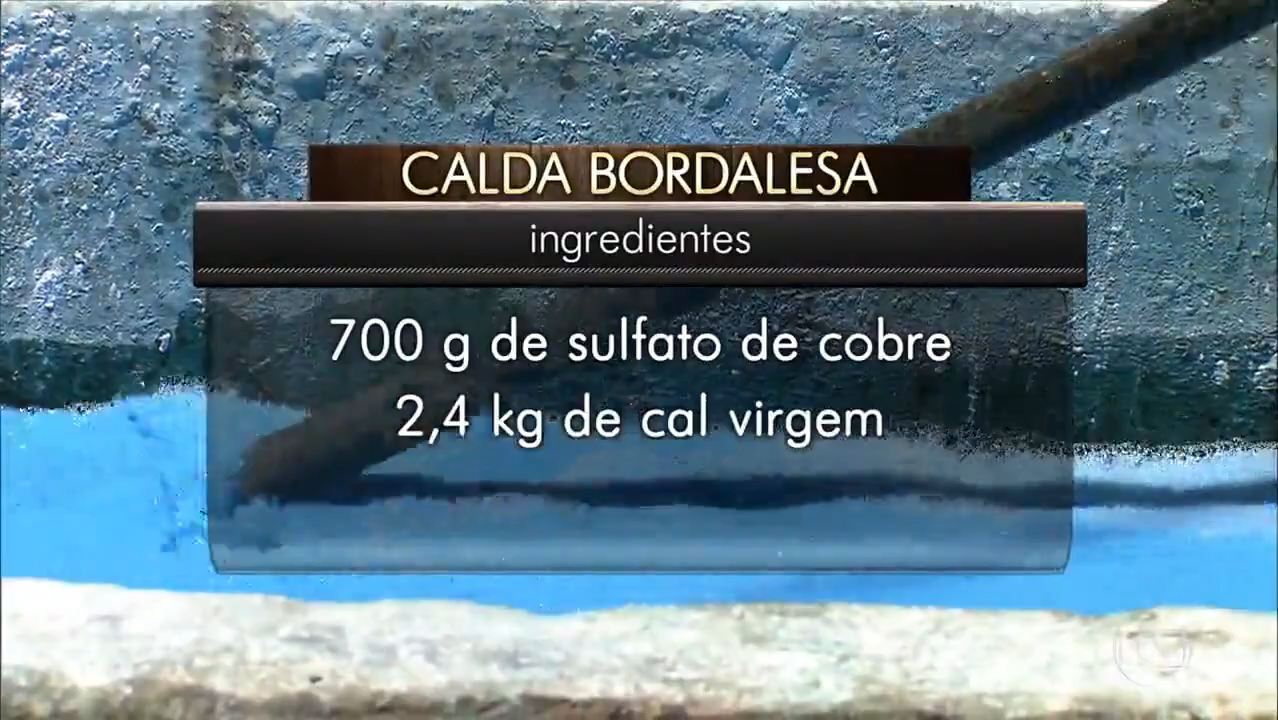 CALDA BORDALESA
ingredientes
700 g de sulfato de cobre
2,4 kg de cal virgem